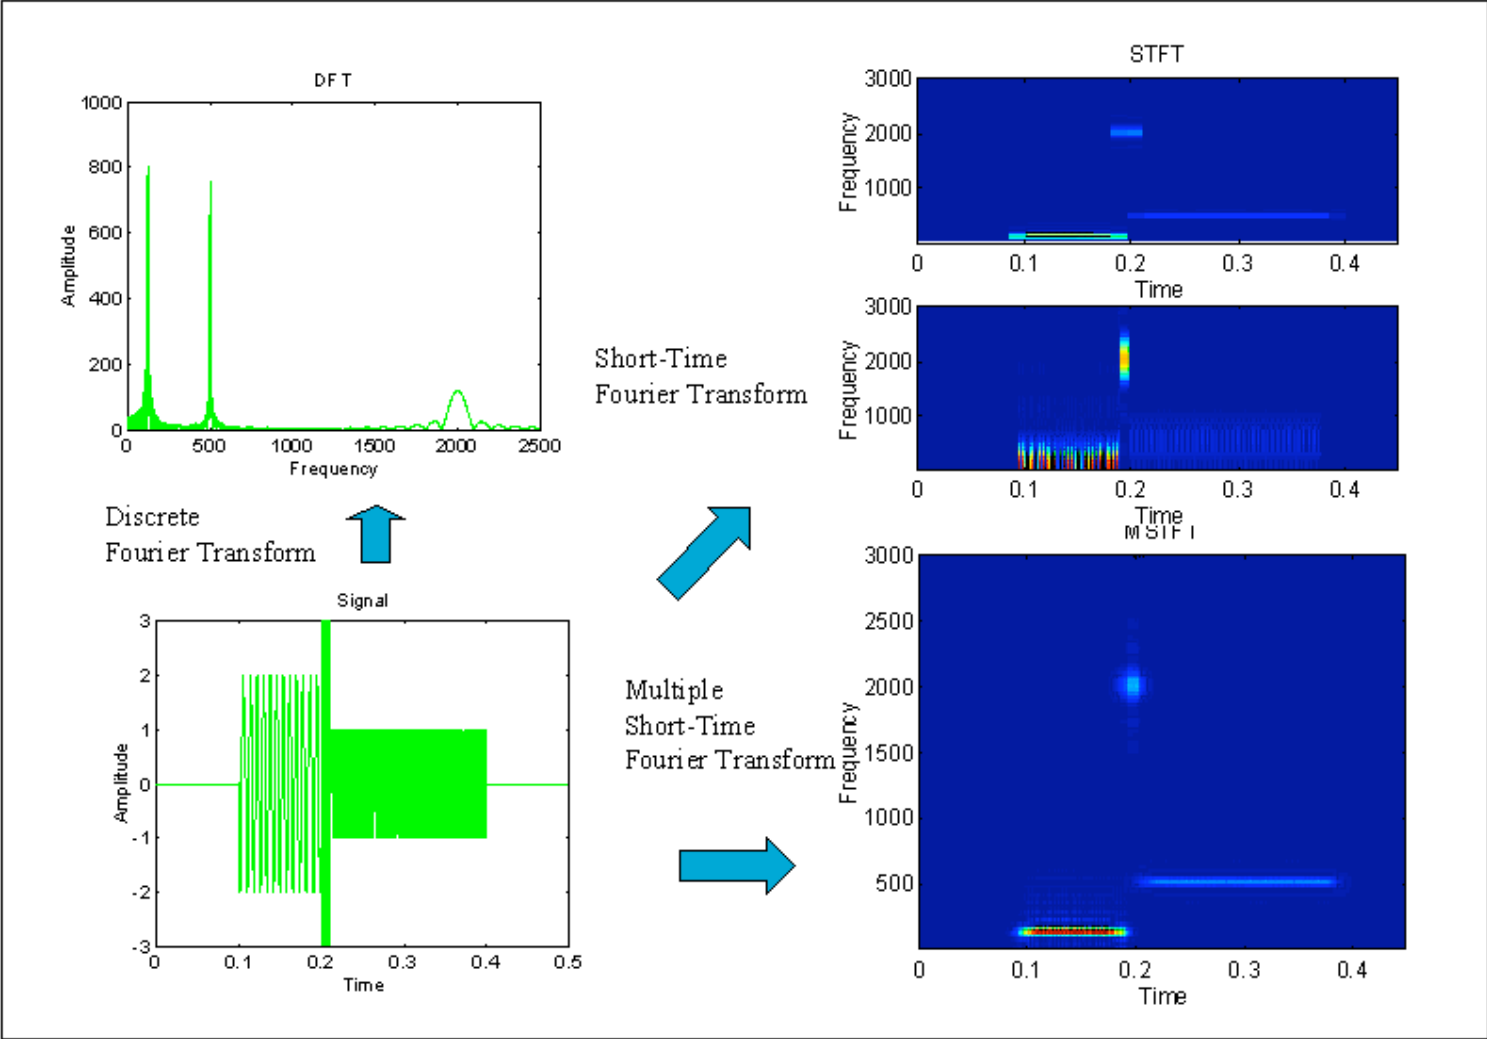 DFT
1000
800
600
400
200
0
Amplitude
0 500 1000 1500 2000 2500
Frequency
Discrete
Fourier Transform
Signal
3
2
1
0
-1
-2
-3
Amplitude
0 0.1 0.2 0.3 0.4 0.5
Time
Short-Time
Fourier Transform
Multiple
Short-Time
Fourier Transform
STFT
3000
2000
1000
Frequency
0 0.1 0.2 0.3 0.4
Time
3000
2000
1000
Frequency
0 0.1 0.2 0.3 0.4
Time
MSTFT
3000
2500
2000
1500
500
Frequency
0 0.1 0.2 0.3 0.4
Time